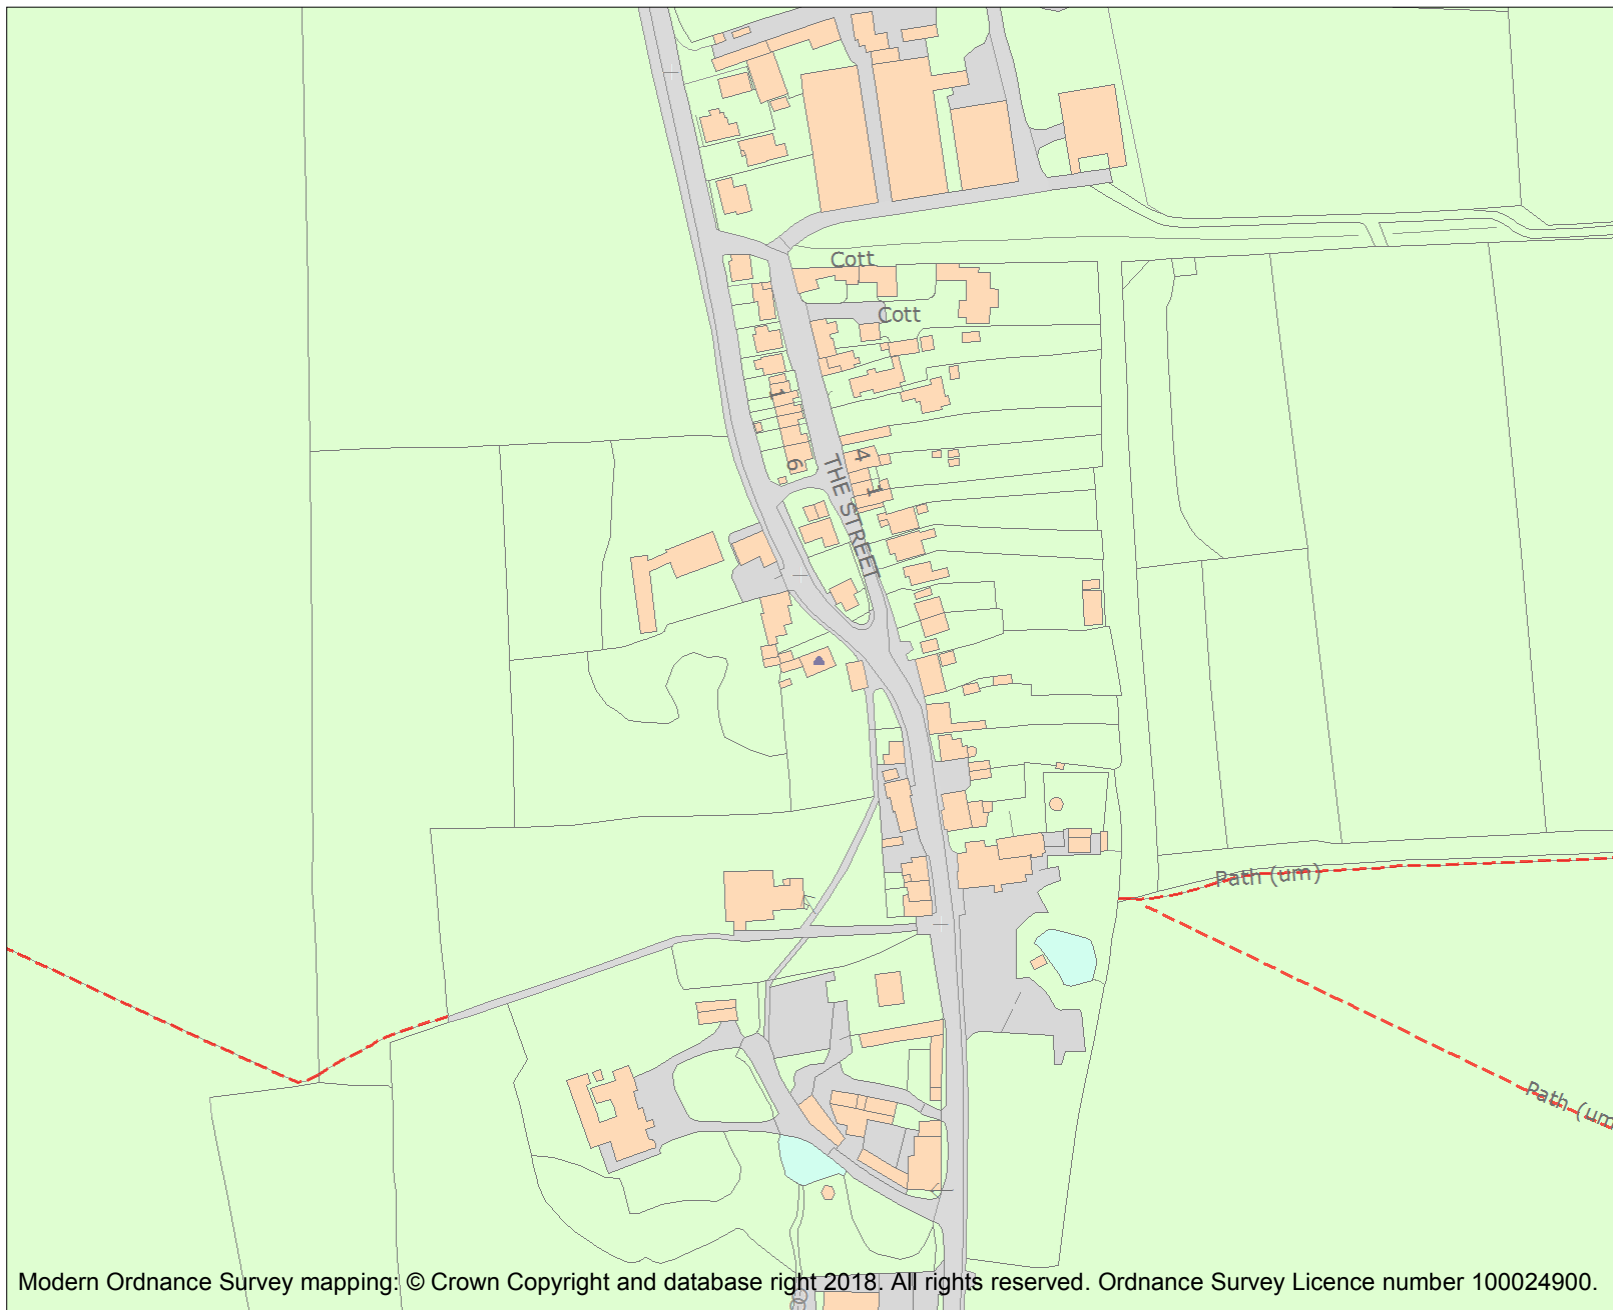 Cott
Cott
1
6
4
1
THE STREET
Path (um)
Path (um
Modern Ordnance Survey mapping: © Crown Copyright and database right 2018. All rights reserved. Ordnance Survey Licence number 100024900.